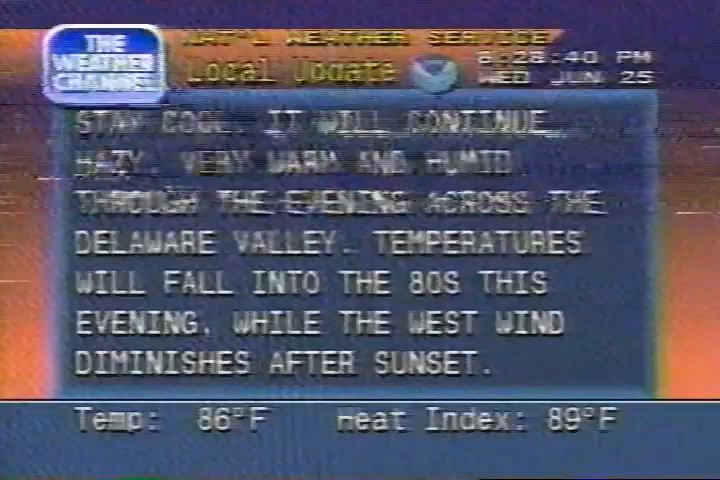 THE
WEATHER
CHANNEL
NAT'L WEATHER SERVICE
Local Update
8:28:40 PM
WED JUN 25
STAY COOL. IT WILL CONTINUE
HAZY, VERY WARM AND HUMID
THROUGH THE EVENING ACROSS THE
DELAWARE VALLEY. TEMPERATURES
WILL FALL INTO THE 80S THIS
EVENING, WHILE THE WEST WIND
DIMINISHES AFTER SUNSET.
Temp: 86°F Heat Index: 89°F